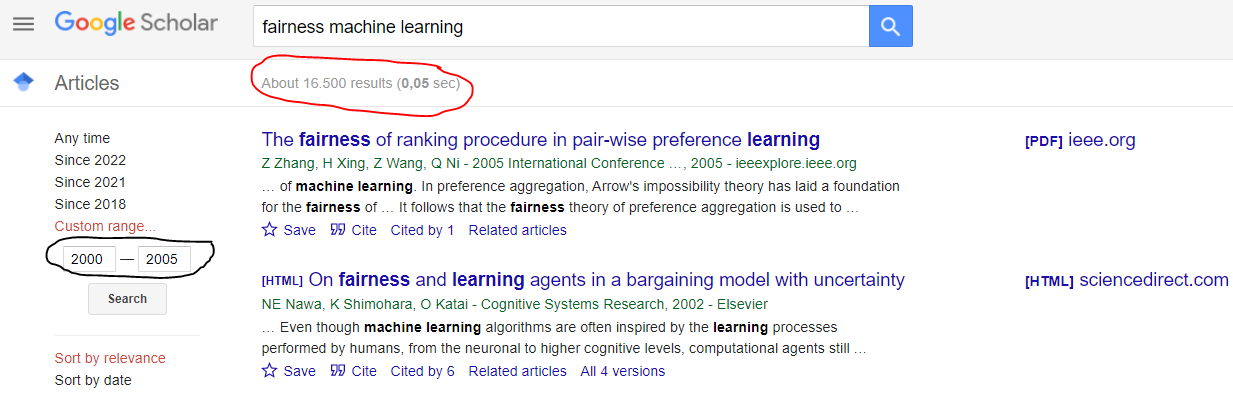 Google Scholar
fairness machine learning
Articles
About 16.500 results (0,05 sec)
Any time
Since 2022
Since 2021
Since 2018
Custom range...
2000 — 2005
Search
Sort by relevance
Sort by date
The fairness of ranking procedure in pair-wise preference learning
[PDF] ieee.org
Z Zhang, H Xing, Z Wang, Q Ni - 2005 International Conference …, 2005 - ieeexplore.ieee.org
… of machine learning. In preference aggregation, Arrow's impossibility theory has laid a foundation
for the fairness of … It follows that the fairness theory of preference aggregation is used to …
Save Cite Cited by 1 Related articles
[HTML] On fairness and learning agents in a bargaining model with uncertainty
[HTML] sciencedirect.com
NE Nawa, K Shimohara, O Katai - Cognitive Systems Research, 2002 - Elsevier
… Even though machine learning algorithms are often inspired by the learning processes
performed by humans, from the neuronal to higher cognitive levels, computational agents still …
Save Cite Cited by 6 Related articles All 4 versions